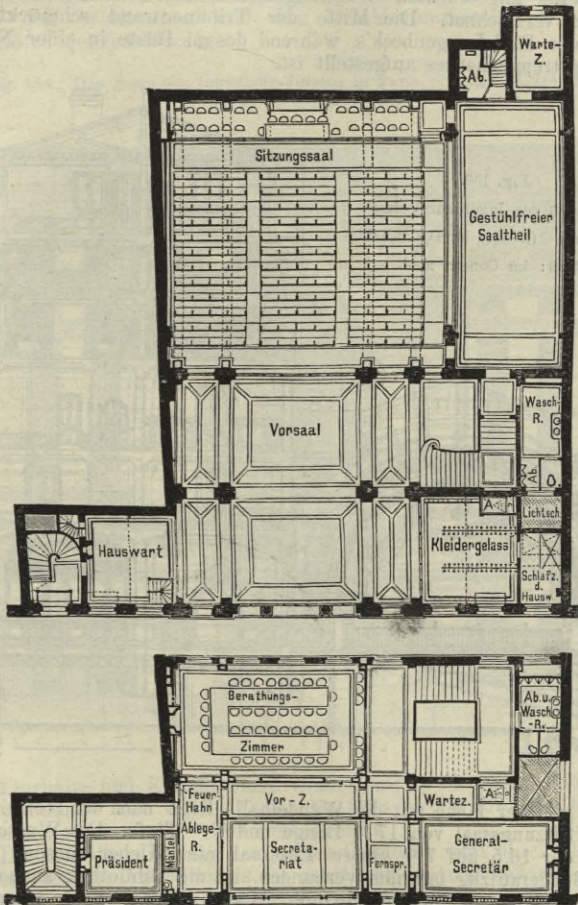 Warte-
Z.
Ab.
Sitzungssaal
Gestühlfreier
Saaltheil
Wasch-
R.
Vorsaal
Ab.
A.
Lichtsch.
Hauswart
Kleidergelass
Schlafz.
d.
Hausw.
Berathungs-
Zimmer
Ab. u.
Wasch
-R.
Feuer
Hahn
Vor-Z.
Wartez.
A.
Ablege-
R.
Präsident
Mäntel
Secreta-
riat
Fernspr.
General-
Secretär